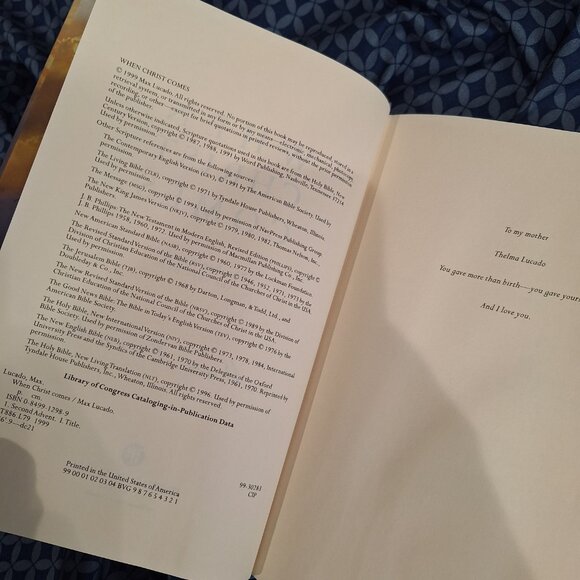 WHEN CHRIST COMES
© 1999 Max Lucado. All rights reserved. No portion of this book may be reproduced, stored in a
retrieval system, or transmitted in any form or by any means—electronic, mechanical, photocopy,
recording, or other—except for brief quotations in printed reviews, without the prior permission
of the publisher.
Unless otherwise indicated, Scripture quotations used in this book are from the Holy Bible, New
Century Version, copyright © 1987, 1988, 1991 by Word Publishing, Nashville, Tennessee 37214
Used by permission.
Other Scripture references are from the following sources:
The Contemporary English Version (CEV), © 1991 by The American Bible Society. Used by
permission.
The Living Bible (TLB), copyright © 1971 by Tyndale House Publishers, Wheaton, Illinois.
Used by permission.
The Message (MSG), copyright © 1993. Used by permission of NavPress Publishing Group.
The New King James Version (NKJV), copyright © 1979, 1980, 1982, Thomas Nelson, Inc.,
Publishers.
J. B. Phillips: The New Testament in Modern English, Revised Edition (PHILLIPS), copyright ©
J. B. Phillips 1958, 1960, 1972. Used by permission of Macmillan Publishing Co., Inc.
New American Standard Bible (NASB), copyright © 1960, 1977 by the Lockman Foundation.
The Revised Standard Version of the Bible (RSV), copyright © 1946, 1952, 1971, 1973 by the
Division of Christian Education of the National Council of the Churches of Christ in the USA.
The Jerusalem Bible (TJB), copyright © 1968 by Darton, Longman, & Todd, Ltd., and
Doubleday & Co., Inc.
The New Revised Standard Version of the Bible (NRSV), copyright © 1989 by the Division of
Christian Education of the National Council of the Churches of Christ in the USA.
The Good News Bible: The Bible in Today's English Version (TEV), copyright © 1976 by the
American Bible Society.
The Holy Bible, New International Version (NIV), copyright © 1973, 1978, 1984, International
Bible Society. Used by permission of Zondervan Bible Publishers.
The New English Bible (NEB), copyright © 1961, 1970 by the Delegates of the Oxford
University Press and the Syndics of the Cambridge University Press, 1961, 1970. Reprinted by
permission.
The Holy Bible, New Living Translation (NLT), copyright © 1996. Used by permission of
Tyndale House Publishers, Inc., Wheaton, Illinois. All rights reserved.
Library of Congress Cataloging-in-Publication Data
Lucado, Max.
When Christ comes / Max Lucado.
p. cm.
ISBN 0-8499-1298-9
1. Second Advent. I. Title.
T886.L79 1999
6'.9—dc21
99-30783
CIP
Printed in the United States of America
99 00 01 02 03 04 BVG 9 8 7 6 5 4 3 2 1
To my mother
Thelma Lucado
You gave more than birth—you gave your
And I love you.